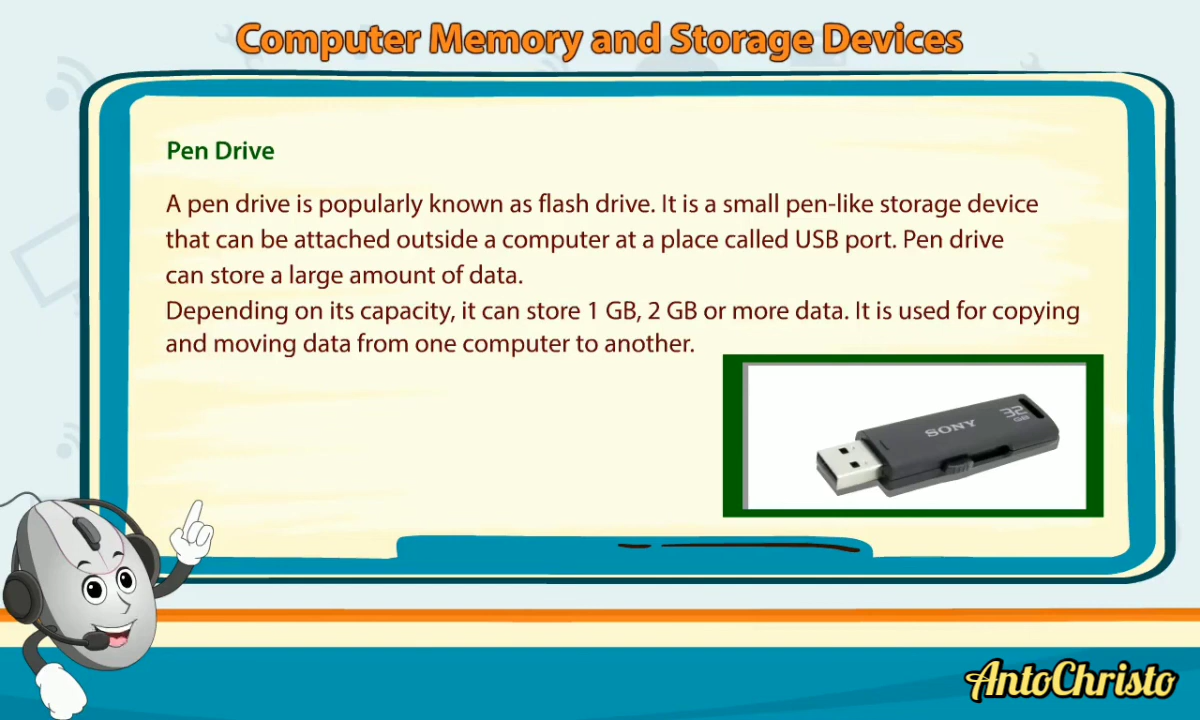 Computer Memory and Storage Devices
Pen Drive
A pen drive is popularly known as flash drive. It is a small pen-like storage device
that can be attached outside a computer at a place called USB port. Pen drive
can store a large amount of data.
Depending on its capacity, it can store 1 GB, 2 GB or more data. It is used for copying
and moving data from one computer to another.
SONY
32
GB
AntoChristo